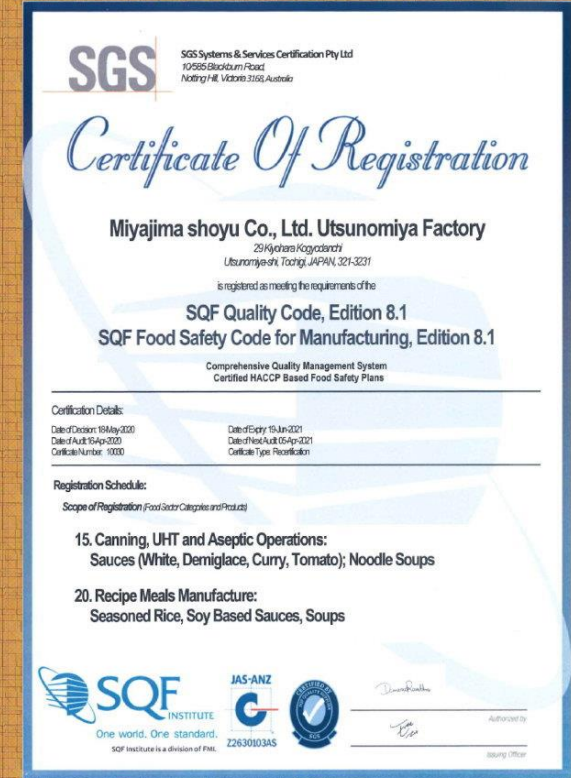 SGS
SGS Systems & Services Certification Pty Ltd
10/585 Blackburn Road,
Notting Hill, Victoria 3168, Australia
Certificate Of Registration
Miyajima shoyu Co., Ltd. Utsunomiya Factory
29 Kiyohara Kogyodanchi
Utsunomiya-shi, Tochigi, JAPAN, 321-3231
is registered as meeting the requirements of the
SQF Quality Code, Edition 8.1
SQF Food Safety Code for Manufacturing, Edition 8.1
Comprehensive Quality Management System
Certified HACCP Based Food Safety Plans
Certification Details:
Date of Decision: 18-May-2020
Date of Expiry: 19-Jun-2021
Date of Audit: 16-Apr-2020
Date of Next Audit: 05-Apr-2021
Certificate Number: 10030
Certificate Type: Recertification
Registration Schedule:
Scope of Registration (Food Sector Categories and Products)
15. Canning, UHT and Aseptic Operations:
Sauces (White, Demiglace, Curry, Tomato); Noodle Soups
20. Recipe Meals Manufacture:
Seasoned Rice, Soy Based Sauces, Soups
SQF
INSTITUTE
One world. One standard.
SQF Institute is a division of FMI.
JAS-ANZ
Z2630103AS
CERTIFIED BY
SGS
Authorized by
Issuing Officer